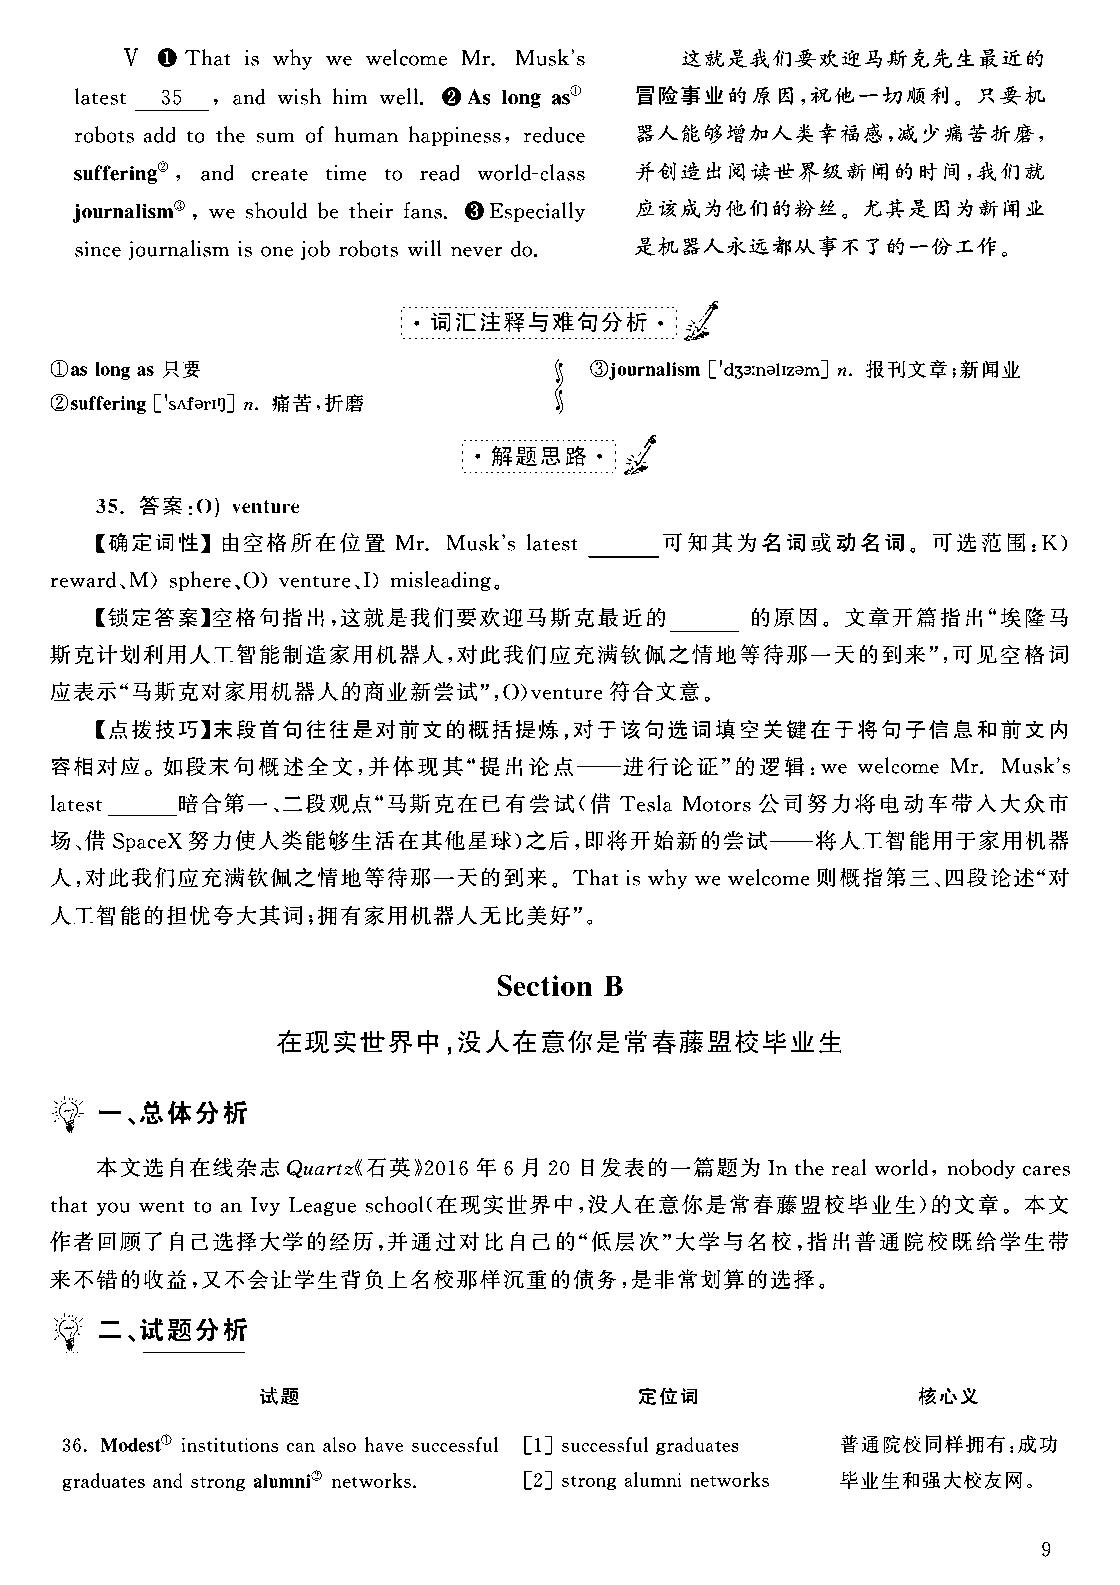 V ❶ That is why we welcome Mr. Musk's
latest 35 , and wish him well. ❷ As long as①
robots add to the sum of human happiness, reduce
suffering②, and create time to read world-class
journalism③, we should be their fans. ❸ Especially
since journalism is one job robots will never do.
这就是我们要欢迎马斯克先生最近的
冒险事业的原因,祝他一切顺利。只要机
器人能够增加人类幸福感,减少痛苦折磨,
并创造出阅读世界级新闻的时间,我们就
应该成为他们的粉丝。尤其是因为新闻业
是机器人永远都从事不了的一份工作。
·词汇注释与难句分析·
①as long as 只要
②suffering [ˈsʌfərɪŋ] n. 痛苦,折磨
③journalism [ˈdʒɜːnəlɪzəm] n. 报刊文章;新闻业
·解题思路·
35. 答案:O) venture
【确定词性】由空格所在位置 Mr. Musk's latest ______可知其为名词或动名词。可选范围:K)
reward、M) sphere、O) venture、I) misleading。
【锁定答案】空格句指出,这就是我们要欢迎马斯克最近的______ 的原因。文章开篇指出“埃隆马
斯克计划利用人工智能制造家用机器人,对此我们应充满钦佩之情地等待那一天的到来”,可见空格词
应表示“马斯克对家用机器人的商业新尝试”,O)venture 符合文意。
【点拨技巧】末段首句往往是对前文的概括提炼,对于该句选词填空关键在于将句子信息和前文内
容相对应。如段末句概述全文,并体现其“提出论点——进行论证”的逻辑:we welcome Mr. Musk's
latest ______暗合第一、二段观点“马斯克在已有尝试(借 Tesla Motors 公司努力将电动车带入大众市
场、借 SpaceX 努力使人类能够生活在其他星球)之后,即将开始新的尝试——将人工智能用于家用机器
人,对此我们应充满钦佩之情地等待那一天的到来。That is why we welcome 则概指第三、四段论述“对
人工智能的担忧夸大其词;拥有家用机器人无比美好”。
Section B
在现实世界中,没人在意你是常春藤盟校毕业生
一、总体分析
本文选自在线杂志 Quartz《石英》2016 年 6 月 20 日发表的一篇题为 In the real world, nobody cares
that you went to an Ivy League school(在现实世界中,没人在意你是常春藤盟校毕业生)的文章。本文
作者回顾了自己选择大学的经历,并通过对比自己的“低层次”大学与名校,指出普通院校既给学生带
来不错的收益,又不会让学生背负上名校那样沉重的债务,是非常划算的选择。
二、试题分析
试题 定位词 核心义
36. Modest① institutions can also have successful [1] successful graduates 普通院校同样拥有;成功
graduates and strong alumni② networks. [2] strong alumni networks 毕业生和强大校友网。
9